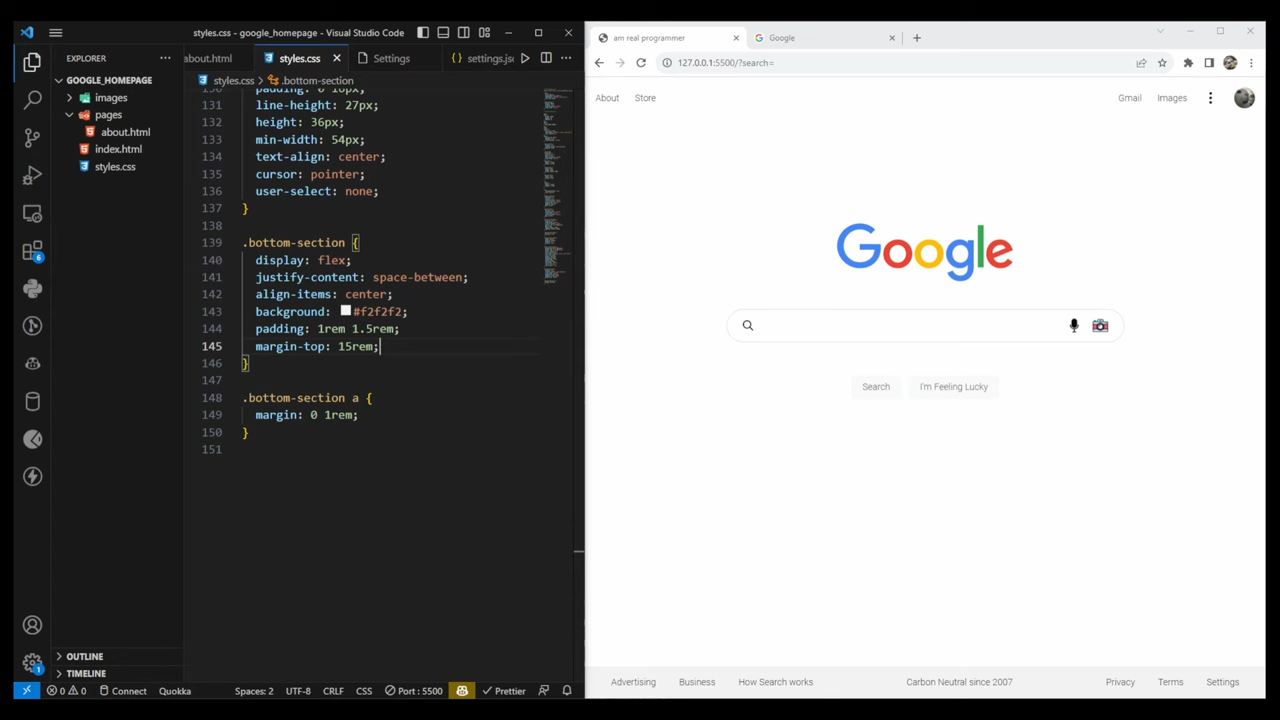 styles.css - google_homepage - Visual Studio Code
EXPLORER
GOOGLE_HOMEPAGE
images
pages
about.html
index.html
styles.css
OUTLINE
TIMELINE
about.html
styles.css
Settings
settings.js
styles.css > .bottom-section
131 line-height: 27px;
132 height: 36px;
133 min-width: 54px;
134 text-align: center;
135 cursor: pointer;
136 user-select: none;
137 }
138
139 .bottom-section {
140 display: flex;
141 justify-content: space-between;
142 align-items: center;
143 background: #f2f2f2;
144 padding: 1rem 1.5rem;
145 margin-top: 15rem;
146 }
147
148 .bottom-section a {
149 margin: 0 1rem;
150 }
151
6
1
0 0 Connect Quokka Spaces: 2 UTF-8 CRLF CSS Port : 5500 Prettier
am real programmer
Google
127.0.0.1:5500/?search=
About Store Gmail Images
Google
Search I'm Feeling Lucky
Advertising Business How Search works Carbon Neutral since 2007 Privacy Terms Settings